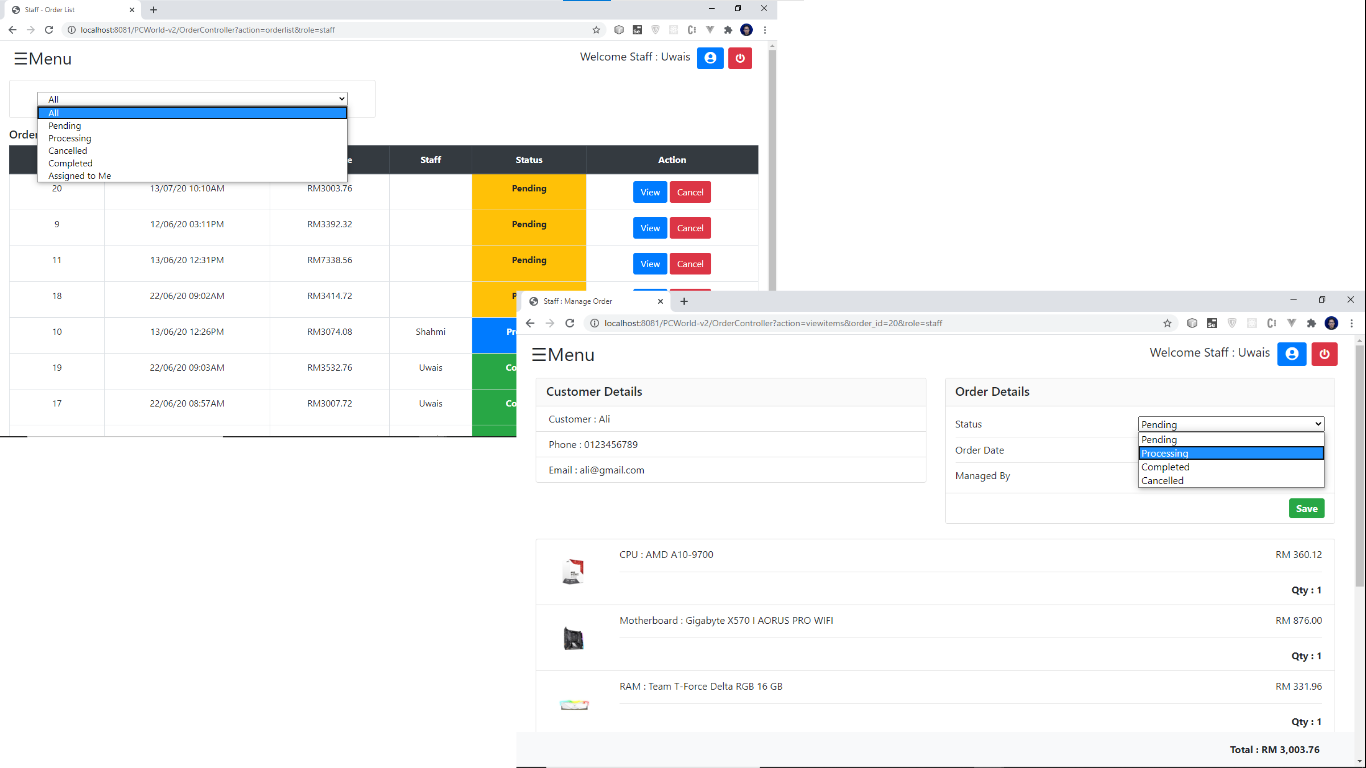 Staff - Order List
localhost:8081/PCWorld-v2/OrderController?action=orderlist&role=staff
☰Menu
Welcome Staff : Uwais
All
All
Pending
Processing
Cancelled
Completed
Assigned to Me
Staff Status Action
20 13/07/20 10:10AM RM3003.76 Pending View Cancel
9 12/06/20 03:11PM RM3392.32 Pending View Cancel
11 13/06/20 12:31PM RM7338.56 Pending View Cancel
18 22/06/20 09:02AM RM3414.72
10 13/06/20 12:26PM RM3074.08 Shahmi
19 22/06/20 09:03AM RM3532.76 Uwais
17 22/06/20 08:57AM RM3007.72 Uwais
Staff : Manage Order
localhost:8081/PCWorld-v2/OrderController?action=viewitems&order_id=20&role=staff
☰Menu
Welcome Staff : Uwais
Customer Details
Customer : Ali
Phone : 0123456789
Email : ali@gmail.com
Order Details
Status Pending
Pending
Processing
Completed
Cancelled
Order Date
Managed By
Save
CPU : AMD A10-9700 RM 360.12
Qty : 1
Motherboard : Gigabyte X570 I AORUS PRO WIFI RM 876.00
Qty : 1
RAM : Team T-Force Delta RGB 16 GB RM 331.96
Qty : 1
Total : RM 3,003.76